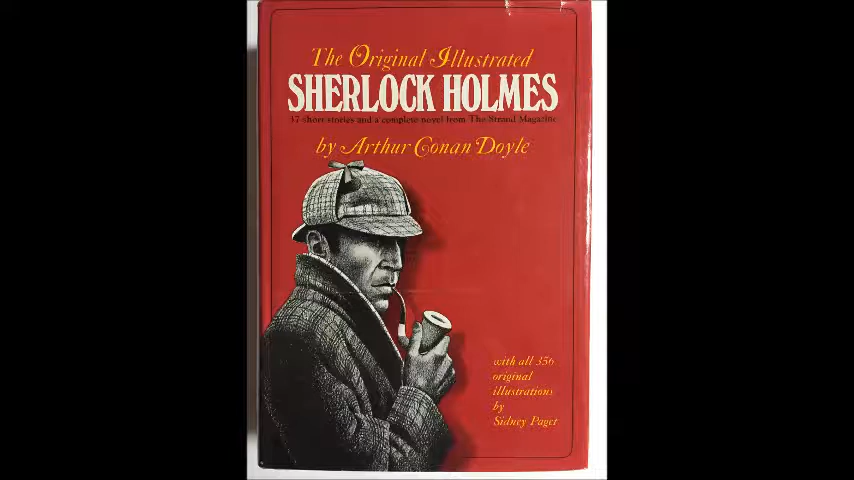 The Original Illustrated
SHERLOCK HOLMES
37 short stories and a complete novel from The Strand Magazine
by Arthur Conan Doyle
with all 356
original
illustrations
by
Sidney Paget